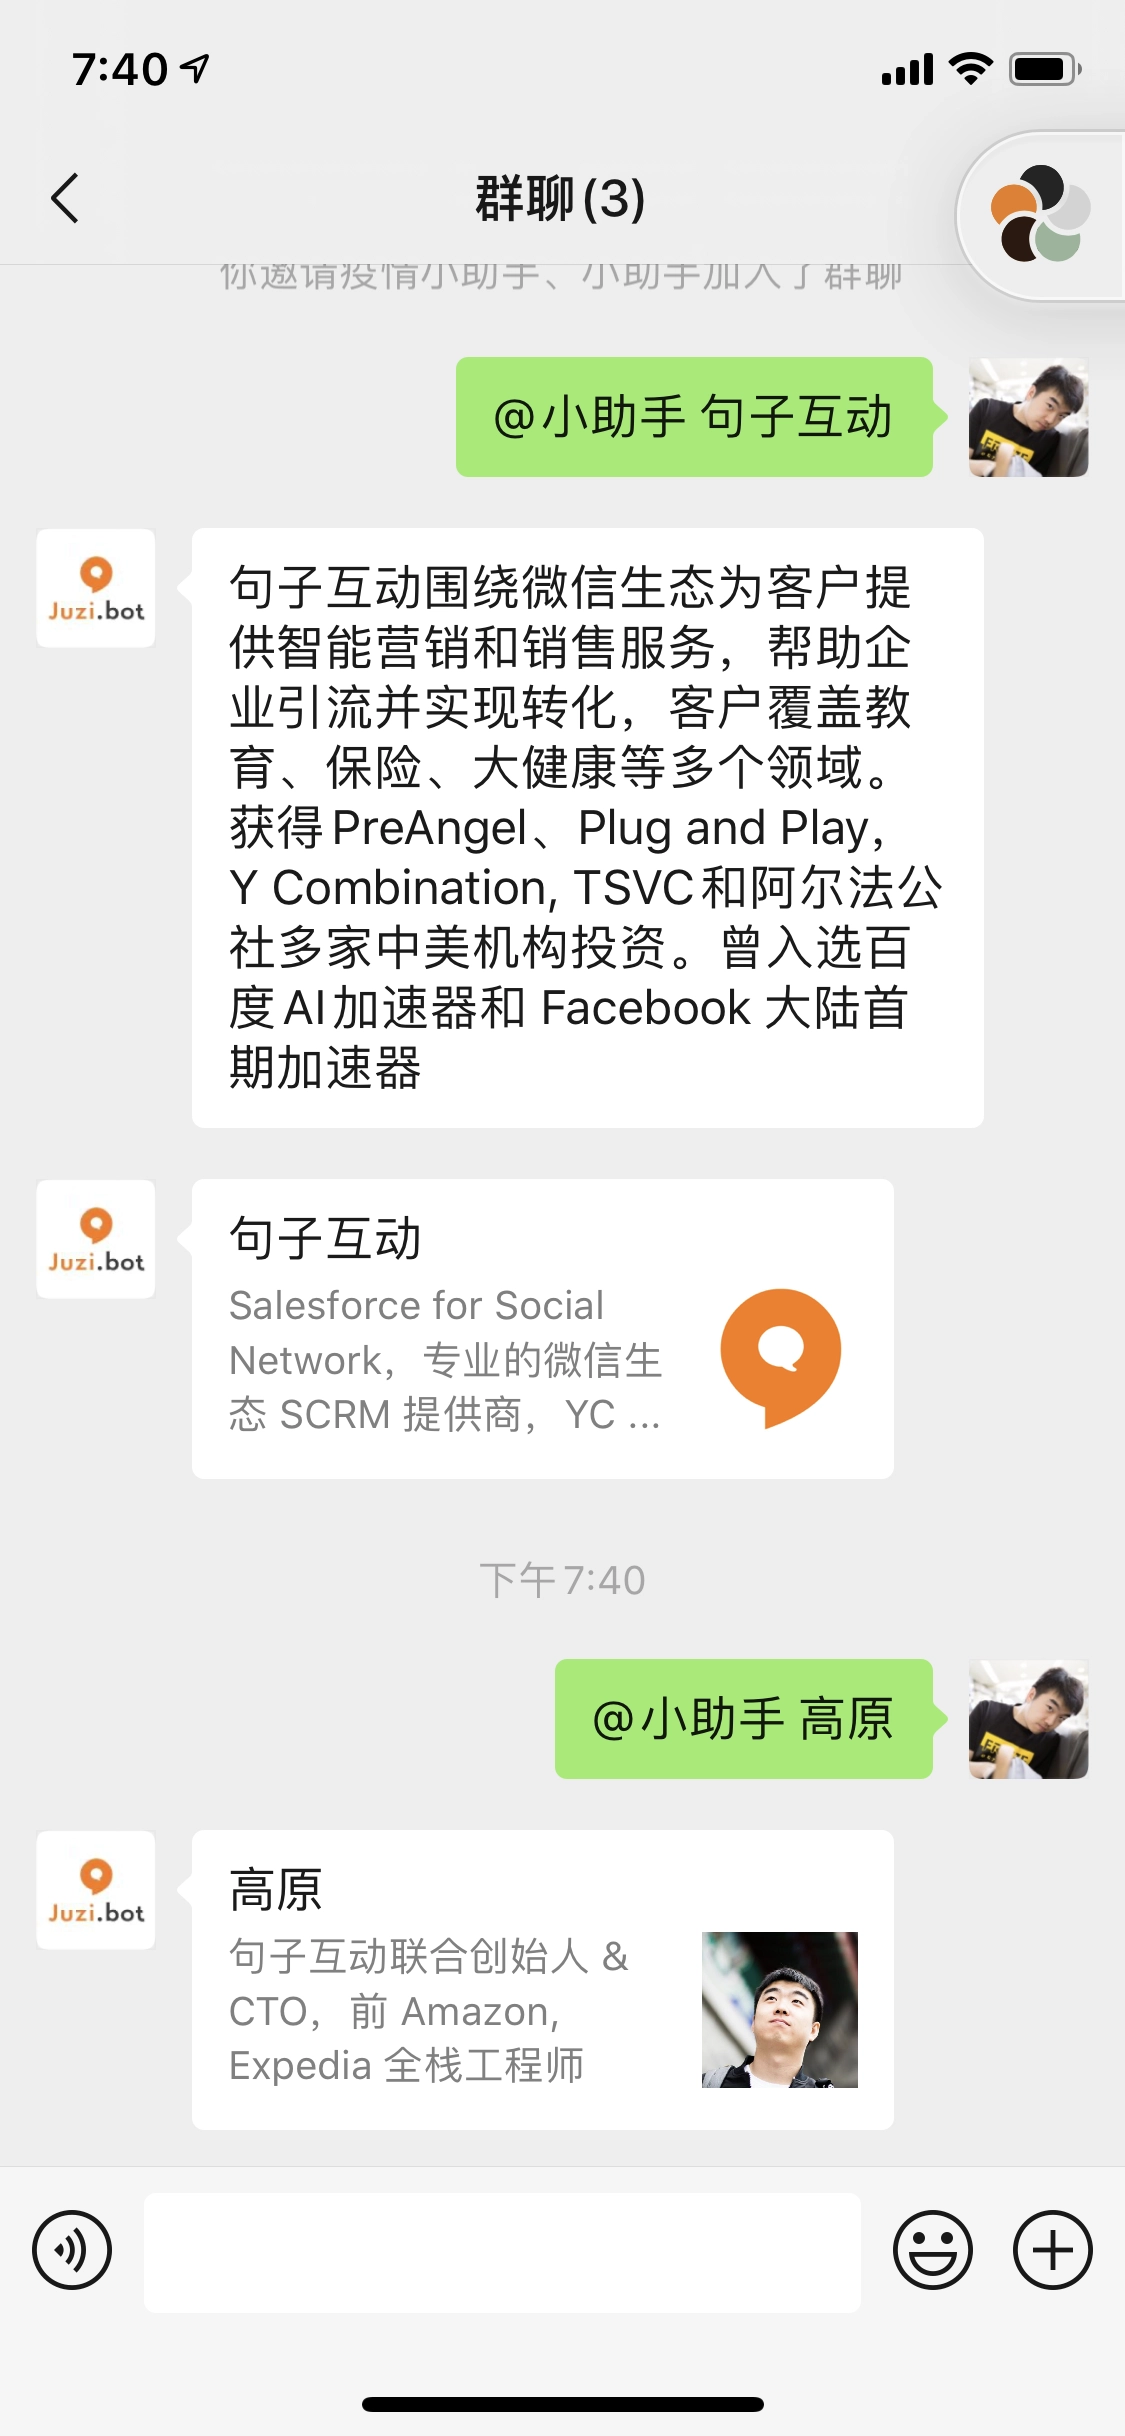 7:40
群聊(3)
你邀请疫情小助手、小助手加入了群聊
@小助手 句子互动
Juzi.bot
句子互动围绕微信生态为客户提
供智能营销和销售服务，帮助企
业引流并实现转化，客户覆盖教
育、保险、大健康等多个领域。
获得PreAngel、Plug and Play，
Y Combination, TSVC和阿尔法公
社多家中美机构投资。曾入选百
度AI加速器和 Facebook 大陆首
期加速器
Juzi.bot
句子互动
Salesforce for Social
Network，专业的微信生
态 SCRM 提供商，YC ...
下午7:40
@小助手 高原
Juzi.bot
高原
句子互动联合创始人 &
CTO，前 Amazon,
Expedia 全栈工程师